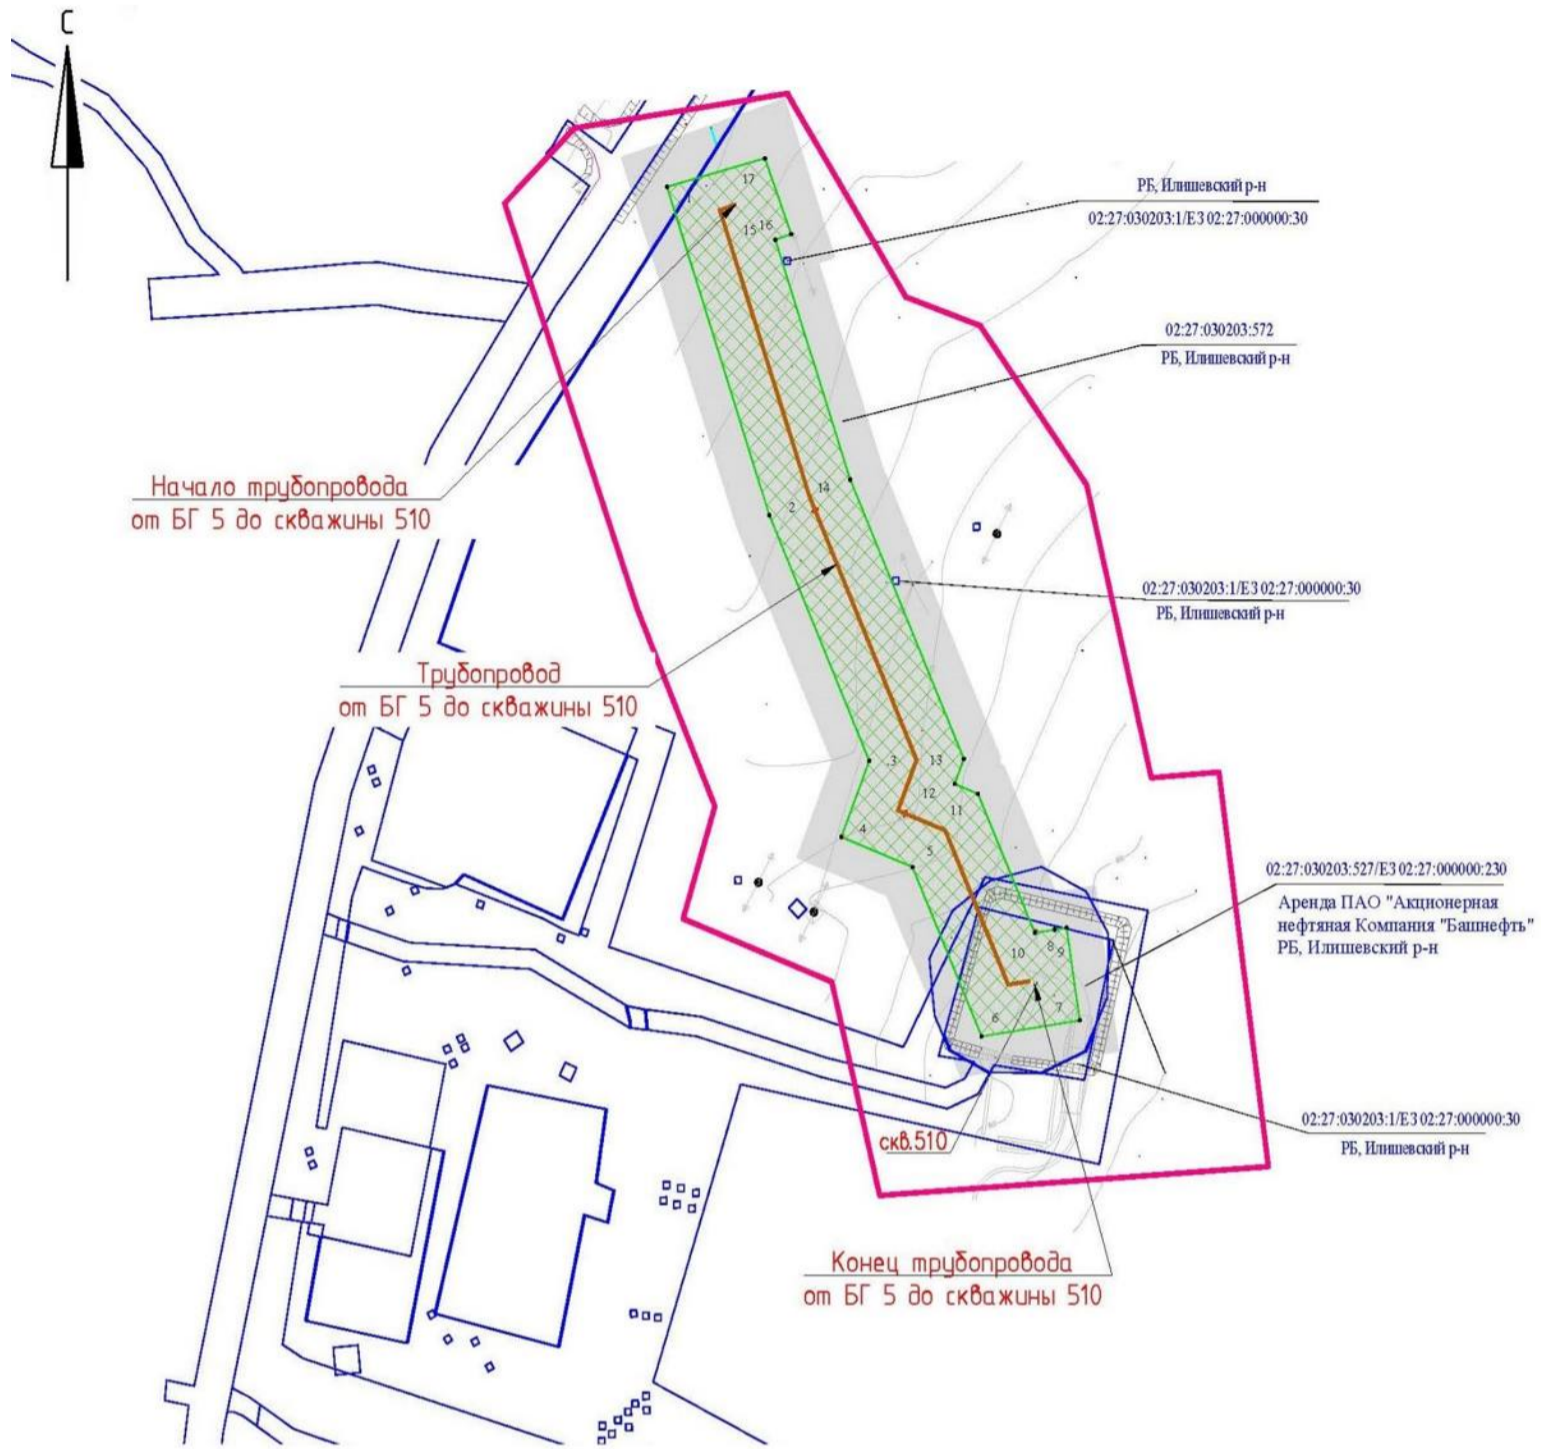 С
РБ, Илишевский р-н
02:27:030203:1/ЕЗ 02:27:000000:30
02:27:030203:572
РБ, Илишевский р-н
Начало трубопровода
от БГ 5 до скважины 510
02:27:030203:1/ЕЗ 02:27:000000:30
РБ, Илишевский р-н
Трубопровод
от БГ 5 до скважины 510
02:27:030203:527/ЕЗ 02:27:000000:230
Аренда ПАО "Акционерная
нефтяная Компания "Башнефть"
РБ, Илишевский р-н
скв.510
02:27:030203:1/ЕЗ 02:27:000000:30
РБ, Илишевский р-н
Конец трубопровода
от БГ 5 до скважины 510
17
1
15
16
14
2
3
13
12
11
4
5
8
9
10
6
7